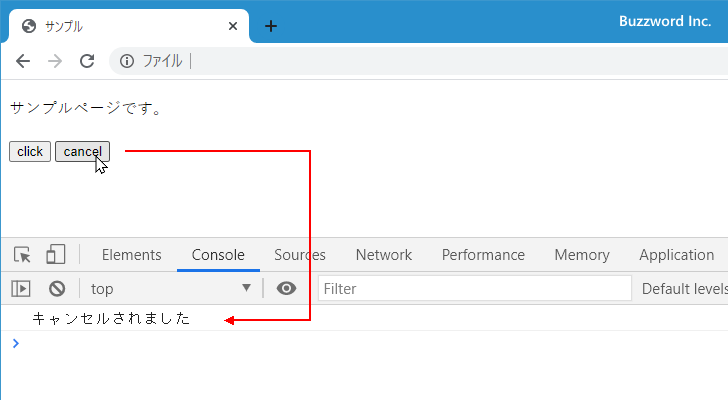 サンプル
Buzzword Inc.
ファイル
サンプルページです。
click cancel
Elements Console Sources Network Performance Memory Application
top Filter Default levels
キャンセルされました